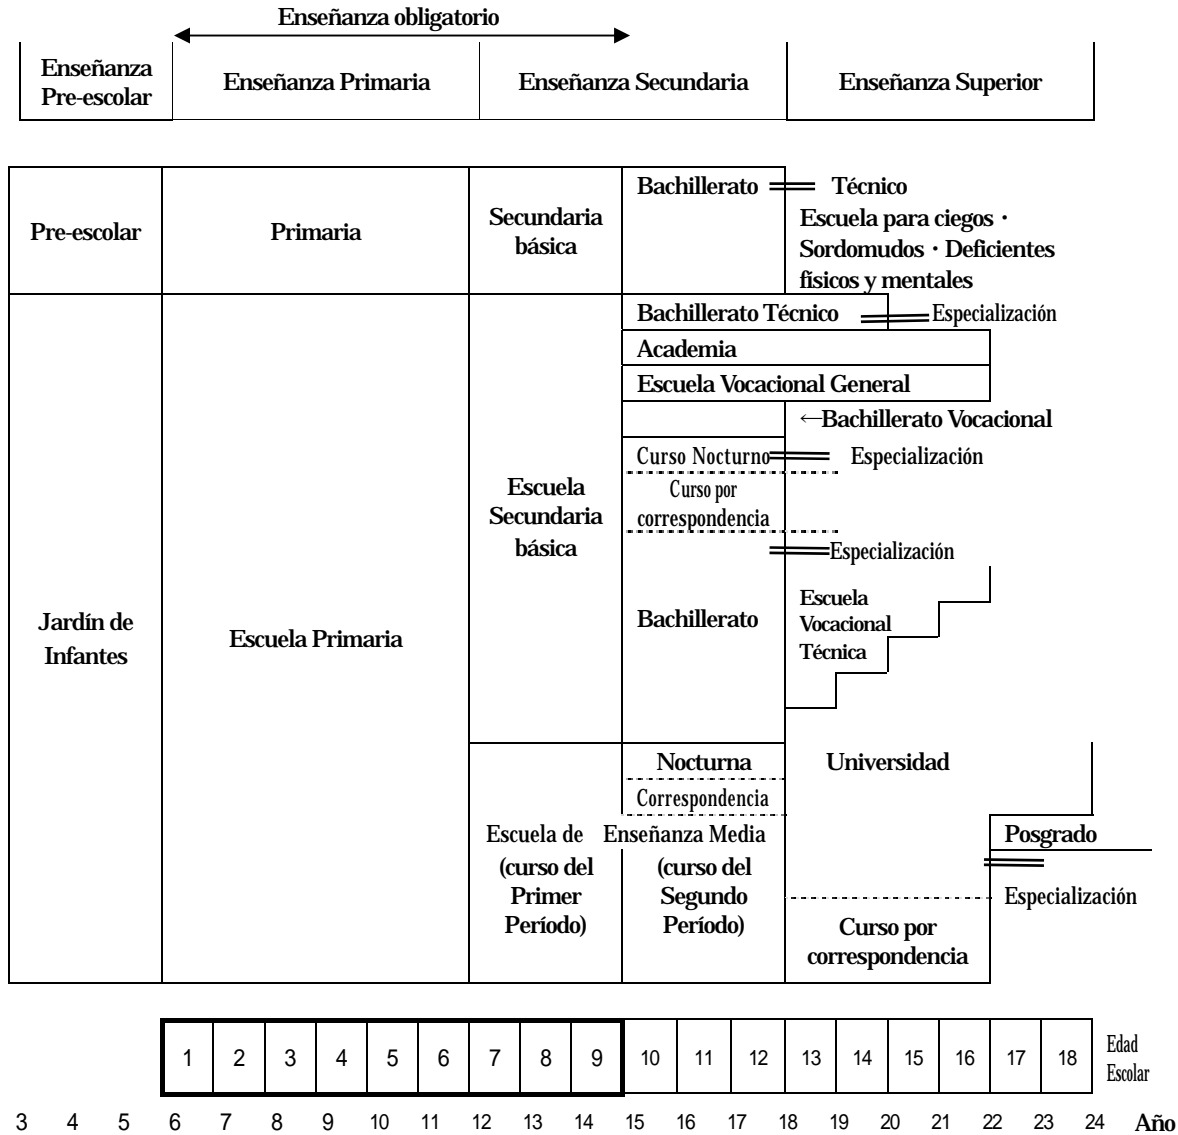 Enseñanza obligatorio
Enseñanza
Pre-escolar
Enseñanza Primaria
Enseñanza Secundaria
Enseñanza Superior
Pre-escolar
Primaria
Secundaria
básica
Bachillerato
Técnico
Escuela para ciegos・
Sordomudos・Deficientes
físicos y mentales
Bachillerato Técnico
Especialización
Academia
Escuela Vocacional General
←Bachillerato Vocacional
Curso Nocturno
Especialización
Curso por
correspondencia
Especialización
Jardín de
Infantes
Escuela Primaria
Escuela
Secundaria
básica
Bachillerato
Escuela
Vocacional
Técnica
Nocturna
Correspondencia
Universidad
Escuela de Enseñanza Media
(curso del
Primer
Período)
(curso del
Segundo
Período)
Posgrado
Especialización
Curso por
correspondencia
1 2 3 4 5 6 7 8 9 10 11 12 13 14 15 16 17 18
Edad
Escolar
3 4 5 6 7 8 9 10 11 12 13 14 15 16 17 18 19 20 21 22 23 24 Año